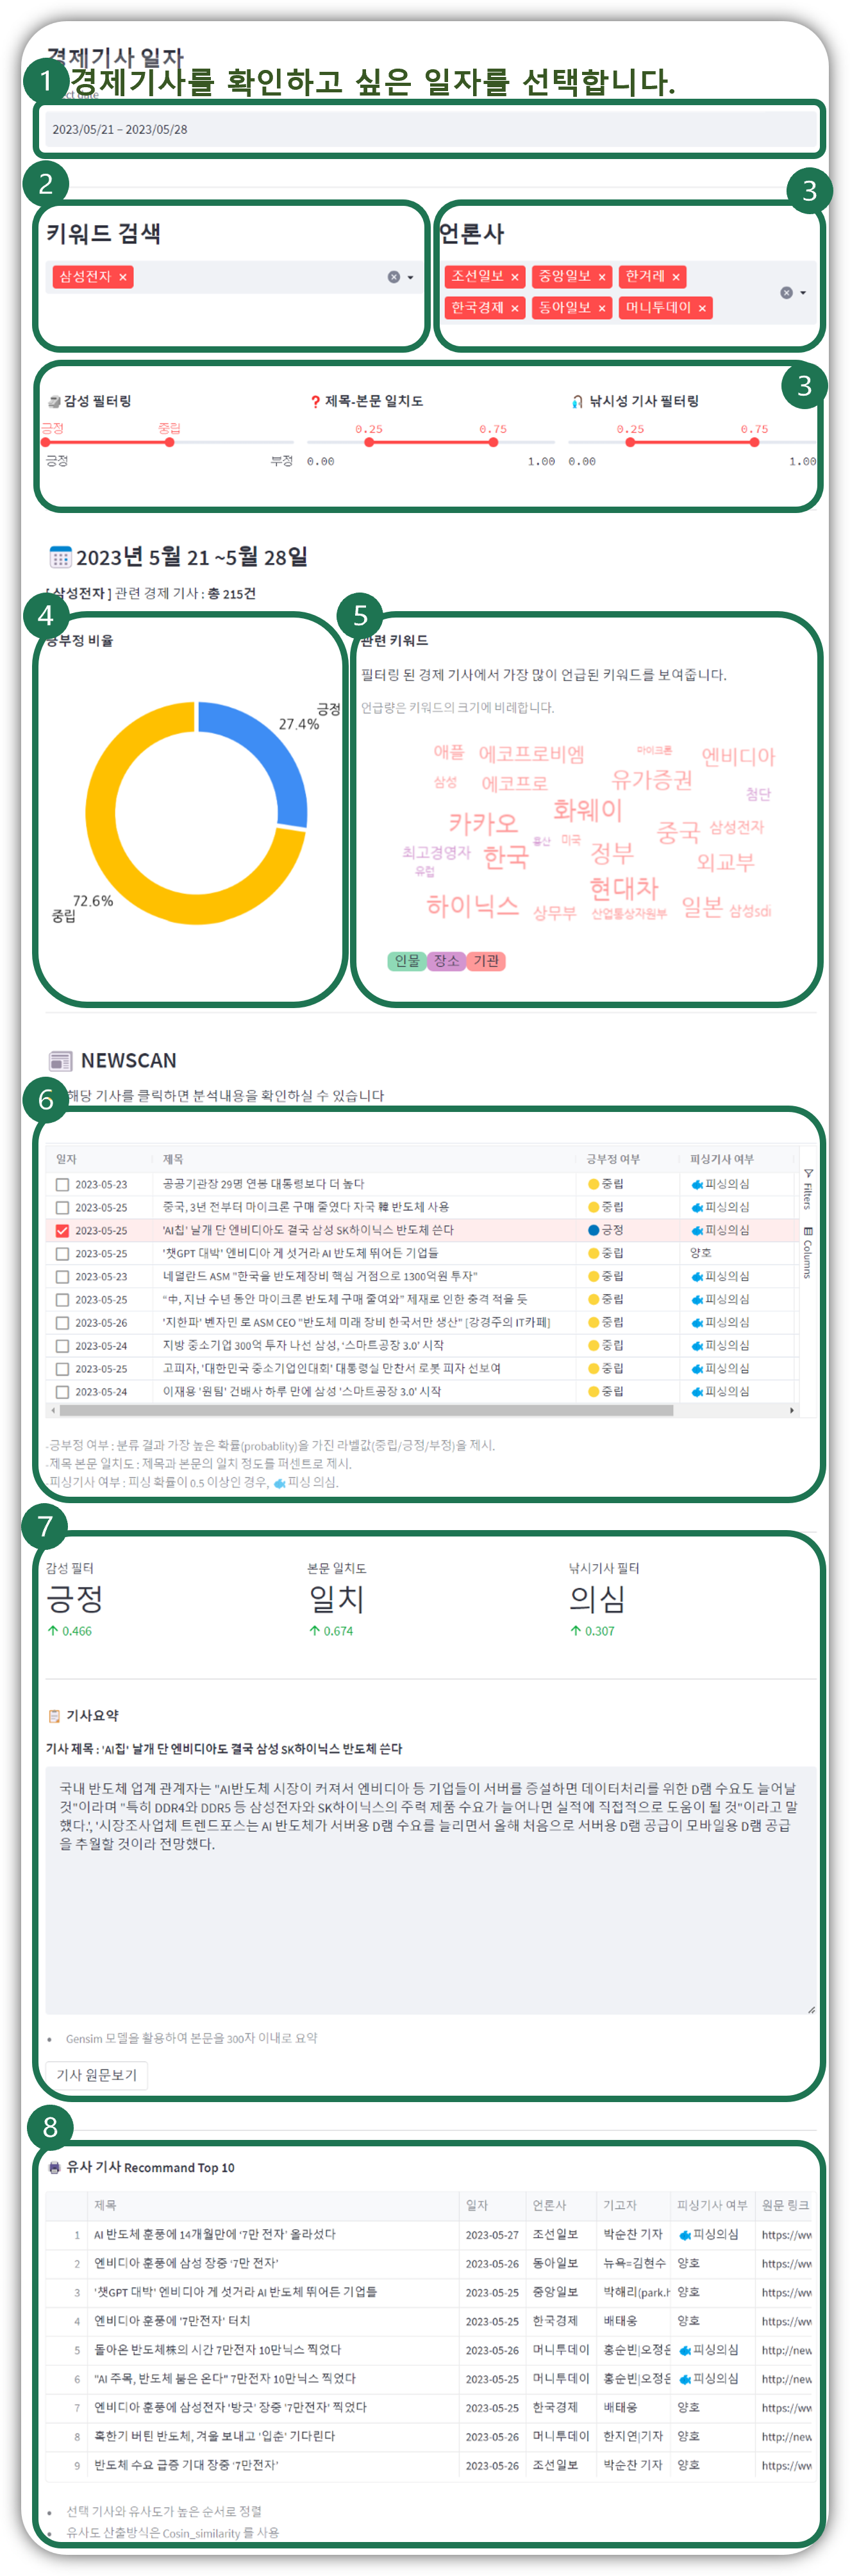 경제기사 일자
1 경제기사를 확인하고 싶은 일자를 선택합니다.
2023/05/21 – 2023/05/28
2
3
키워드 검색
언론사
삼성전자 ×
조선일보 × 중앙일보 × 한겨레 ×
한국경제 × 동아일보 × 머니투데이 ×
3
감성 필터링
긍정 중립
긍정 부정
제목-본문 일치도
0.25 0.75
0.00 1.00
낚시성 기사 필터링
0.25 0.75
0.00 1.00
2023년 5월 21 ~5월 28일
[ 삼성전자 ] 관련 경제 기사 : 총 215건
4
긍부정 비율
긍정
27.4%
72.6%
중립
5
관련 키워드
필터링 된 경제 기사에서 가장 많이 언급된 키워드를 보여줍니다.
언급량은 키워드의 크기에 비례합니다.
애플 에코프로비엠 마이크론 엔비디아
삼성 에코프로 유가증권 첨단
카카오 화웨이 중국 삼성전자
최고경영자 한국 울산 미국 정부 외교부
유럽 현대차
하이닉스 상무부 산업통상자원부 일본 삼성sdi
인물 장소 기관
NEWSCAN
6 해당 기사를 클릭하면 분석내용을 확인하실 수 있습니다
일자 제목 긍부정 여부 피싱기사 여부
2023-05-23 공공기관장 29명 연봉 대통령보다 더 높다 중립 피싱의심
2023-05-25 중국, 3년 전부터 마이크론 구매 줄였다 자국 韓 반도체 사용 중립 피싱의심
2023-05-25 'AI칩' 날개 단 엔비디아도 결국 삼성 SK하이닉스 반도체 쓴다 긍정 피싱의심
2023-05-25 '챗GPT 대박' 엔비디아 게 섯거라 AI 반도체 뛰어든 기업들 중립 양호
2023-05-23 네덜란드 ASM "한국을 반도체장비 핵심 거점으로 1300억원 투자" 중립 피싱의심
2023-05-25 “中, 지난 수년 동안 마이크론 반도체 구매 줄여와” 제재로 인한 충격 적을 듯 중립 피싱의심
2023-05-26 '지한파' 벤자민 로 ASM CEO "반도체 미래 장비 한국서만 생산" [강경주의 IT카페] 중립 피싱의심
2023-05-24 지방 중소기업 300억 투자 나선 삼성, '스마트공장 3.0' 시작 중립 피싱의심
2023-05-25 고피자, '대한민국 중소기업인대회' 대통령실 만찬서 로봇 피자 선보여 중립 피싱의심
2023-05-24 이재용 '원팀' 건배사 하루 만에 삼성 '스마트공장 3.0' 시작 중립 피싱의심
Filters
Columns
-긍부정 여부 : 분류 결과 가장 높은 확률(probablity)을 가진 라벨값(중립/긍정/부정)을 제시.
-제목 본문 일치도 : 제목과 본문의 일치 정도를 퍼센트로 제시.
-피싱기사 여부 : 피싱 확률이 0.5 이상인 경우, 피싱 의심.
7
감성 필터 본문 일치도 낚시기사 필터
긍정 일치 의심
↑ 0.466 ↑ 0.674 ↑ 0.307
기사요약
기사 제목 : 'AI칩' 날개 단 엔비디아도 결국 삼성 SK하이닉스 반도체 쓴다
국내 반도체 업계 관계자는 "AI반도체 시장이 커져서 엔비디아 등 기업들이 서버를 증설하면 데이터처리를 위한 D램 수요도 늘어날
것"이라며 "특히 DDR4와 DDR5 등 삼성전자와 SK하이닉스의 주력 제품 수요가 늘어나면 실적에 직접적으로 도움이 될 것"이라고 말
했다.', '시장조사업체 트렌드포스는 AI 반도체가 서버용 D램 수요를 늘리면서 올해 처음으로 서버용 D램 공급이 모바일용 D램 공급
을 추월할 것이라 전망했다.
• Gensim 모델을 활용하여 본문을 300자 이내로 요약
기사 원문보기
8
유사 기사 Recommand Top 10
제목 일자 언론사 기고자 피싱기사 여부 원문 링크
1 AI 반도체 훈풍에 14개월만에 '7만 전자' 올라섰다 2023-05-27 조선일보 박순찬 기자 피싱의심 https://ww
2 엔비디아 훈풍에 삼성 장중 '7만 전자' 2023-05-26 동아일보 뉴욕=김현수 양호 https://ww
3 '챗GPT 대박' 엔비디아 게 섯거라 AI 반도체 뛰어든 기업들 2023-05-25 중앙일보 박해리(park.h 양호 https://ww
4 엔비디아 훈풍에 '7만전자' 터치 2023-05-25 한국경제 배태웅 양호 https://ww
5 돌아온 반도체株의 시간 7만전자 10만닉스 찍었다 2023-05-26 머니투데이 홍순빈|오정은 피싱의심 http://new
6 "AI 주목, 반도체 붐은 온다" 7만전자 10만닉스 찍었다 2023-05-25 머니투데이 홍순빈|오정은 피싱의심 http://new
7 엔비디아 훈풍에 삼성전자 '방긋' 장중 '7만전자' 찍었다 2023-05-25 한국경제 배태웅 양호 https://ww
8 혹한기 버틴 반도체, 겨울 보내고 '입춘' 기다린다 2023-05-26 머니투데이 한지연|기자 양호 http://new
9 반도체 수요 급증 기대 장중 '7만전자' 2023-05-26 조선일보 박순찬 기자 양호 https://ww
• 선택 기사와 유사도가 높은 순서로 정렬
• 유사도 산출방식은 Cosin_similarity 를 사용